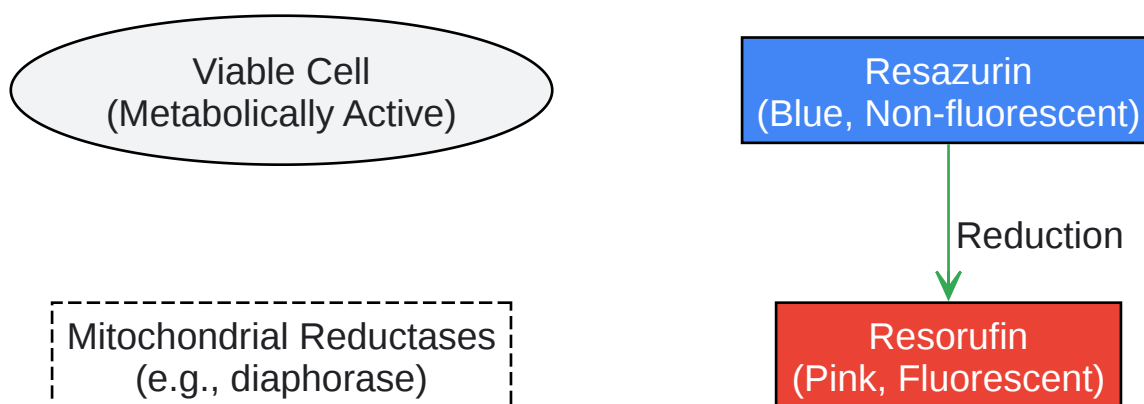 Viable Cell
(Metabolically Active)
Resazurin
(Blue, Non-fluorescent)
Reduction
Mitochondrial Reductases
(e.g., diaphorase)
Resorufin
(Pink, Fluorescent)